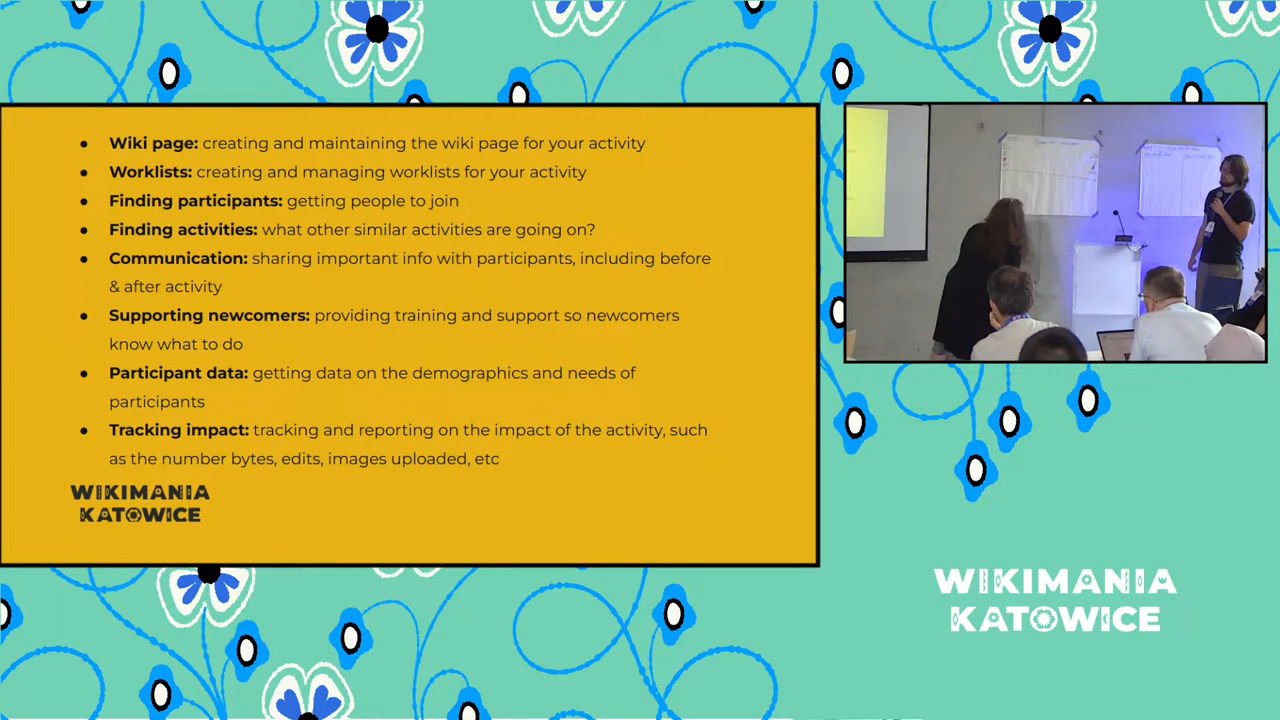 ● Wiki page: creating and maintaining the wiki page for your activity
● Worklists: creating and managing worklists for your activity
● Finding participants: getting people to join
● Finding activities: what other similar activities are going on?
● Communication: sharing important info with participants, including before
& after activity
● Supporting newcomers: providing training and support so newcomers
know what to do
● Participant data: getting data on the demographics and needs of
participants
● Tracking impact: tracking and reporting on the impact of the activity, such
as the number bytes, edits, images uploaded, etc
WIKIMANIA
KATOWICE
WIKIMANIA
KATOWICE